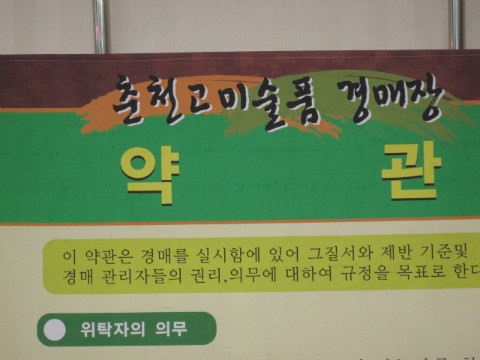 춘천고미술품 경매장
약 관
이 약관은 경매를 실시함에 있어 그질서와 제반 기준및
경매 관리자들의 권리,의무에 대하여 규정을 목표로 한다
위탁자의 의무